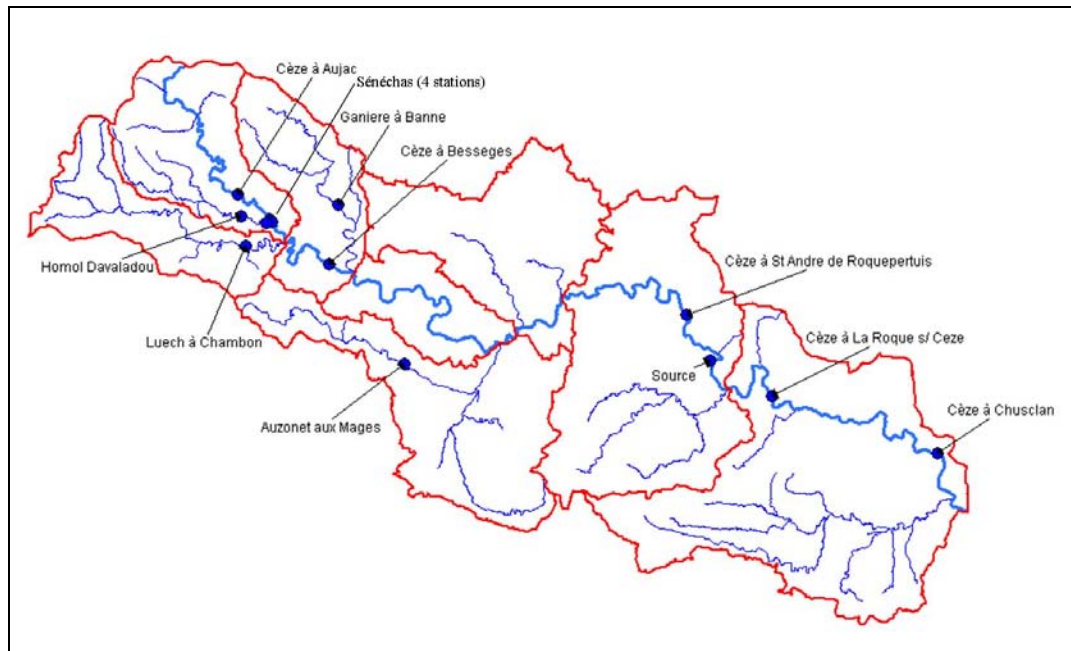 Cèze à Aujac
Sénéchas (4 stations)
Ganiere à Banne
Cèze à Besseges
Homol Davaladou
Luech à Chambon
Auzonet aux Mages
Cèze à St Andre de Roquepertuis
Cèze à La Roque s/ Ceze
Source
Cèze à Chusclan